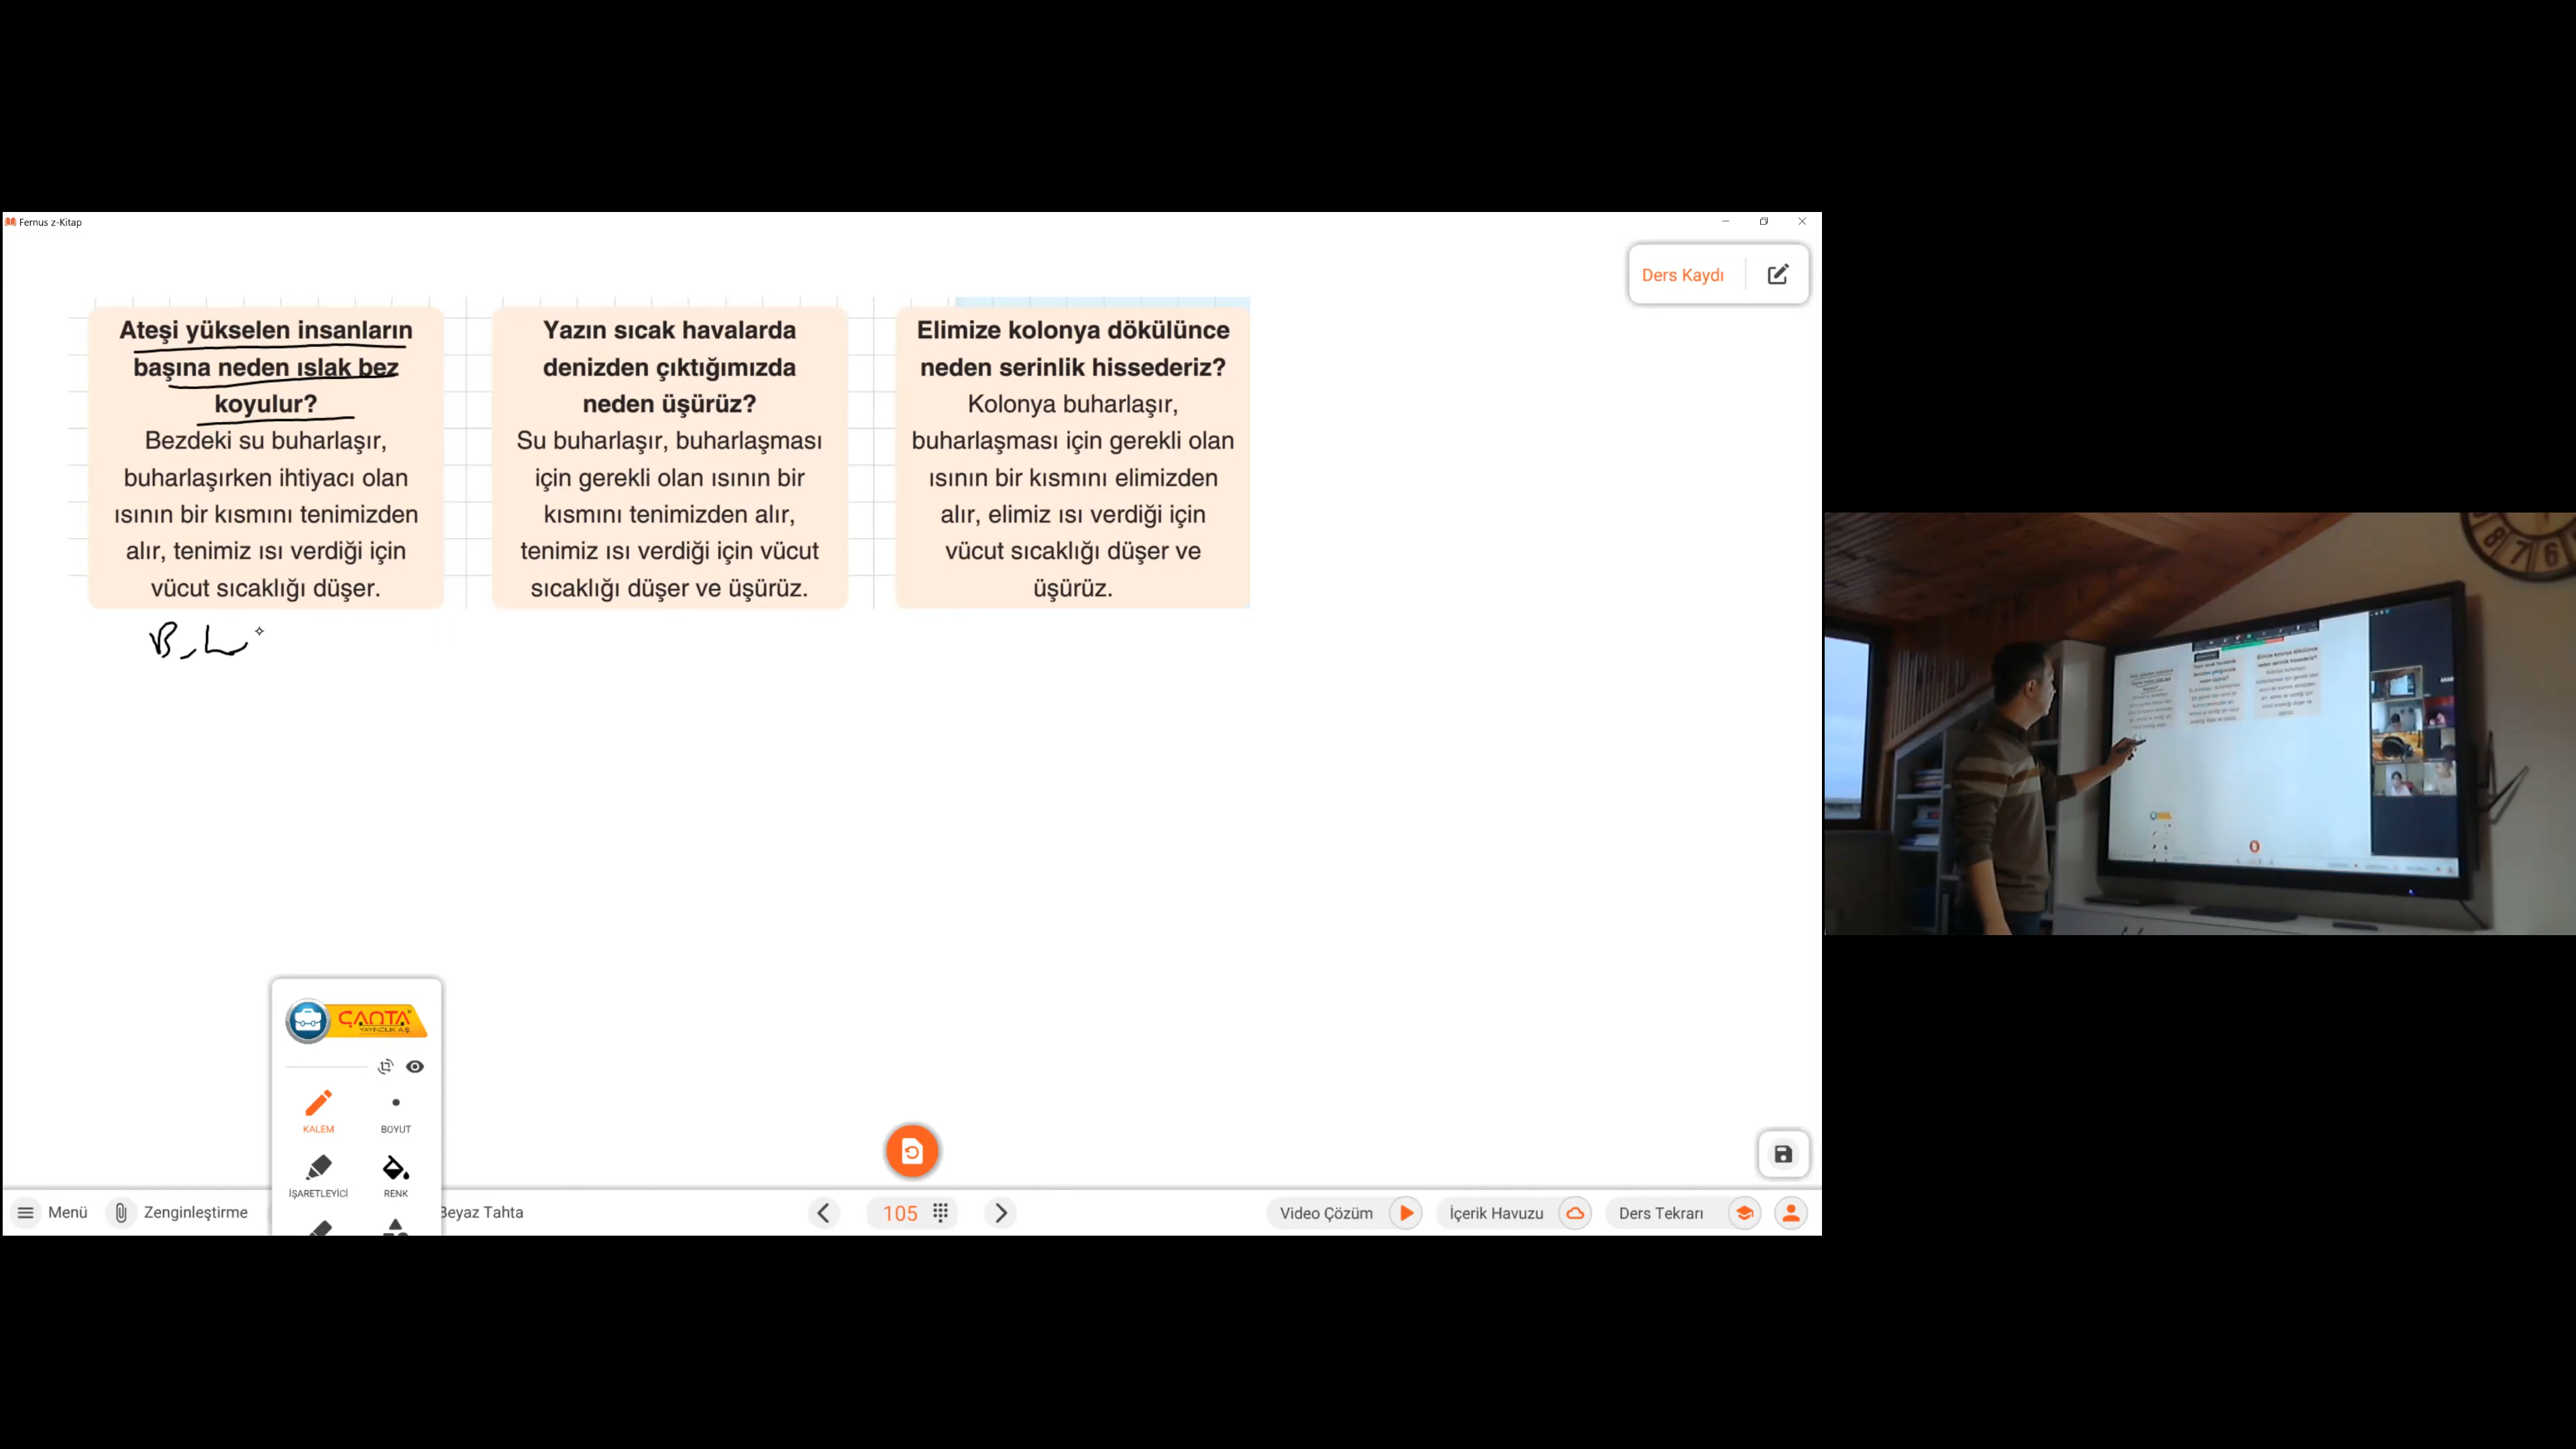 Fernus z-Kitap
Ders Kaydı
Ateşi yükselen insanların
başına neden ıslak bez
koyulur?
Bezdeki su buharlaşır,
buharlaşırken ihtiyacı olan
ısının bir kısmını tenimizden
alır, tenimiz ısı verdiği için
vücut sıcaklığı düşer.
Yazın sıcak havalarda
denizden çıktığımızda
neden üşürüz?
Su buharlaşır, buharlaşması
için gerekli olan ısının bir
kısmını tenimizden alır,
tenimiz ısı verdiği için vücut
sıcaklığı düşer ve üşürüz.
Elimize kolonya dökülünce
neden serinlik hissederiz?
Kolonya buharlaşır,
buharlaşması için gerekli olan
ısının bir kısmını elimizden
alır, elimiz ısı verdiği için
vücut sıcaklığı düşer ve
üşürüz.
ÇANTA
YAYINCILIK A.Ş
KALEM
BOYUT
İŞARETLEYİCİ
RENK
Menü
Zenginleştirme
Beyaz Tahta
105
Video Çözüm
İçerik Havuzu
Ders Tekrarı
8 7 6